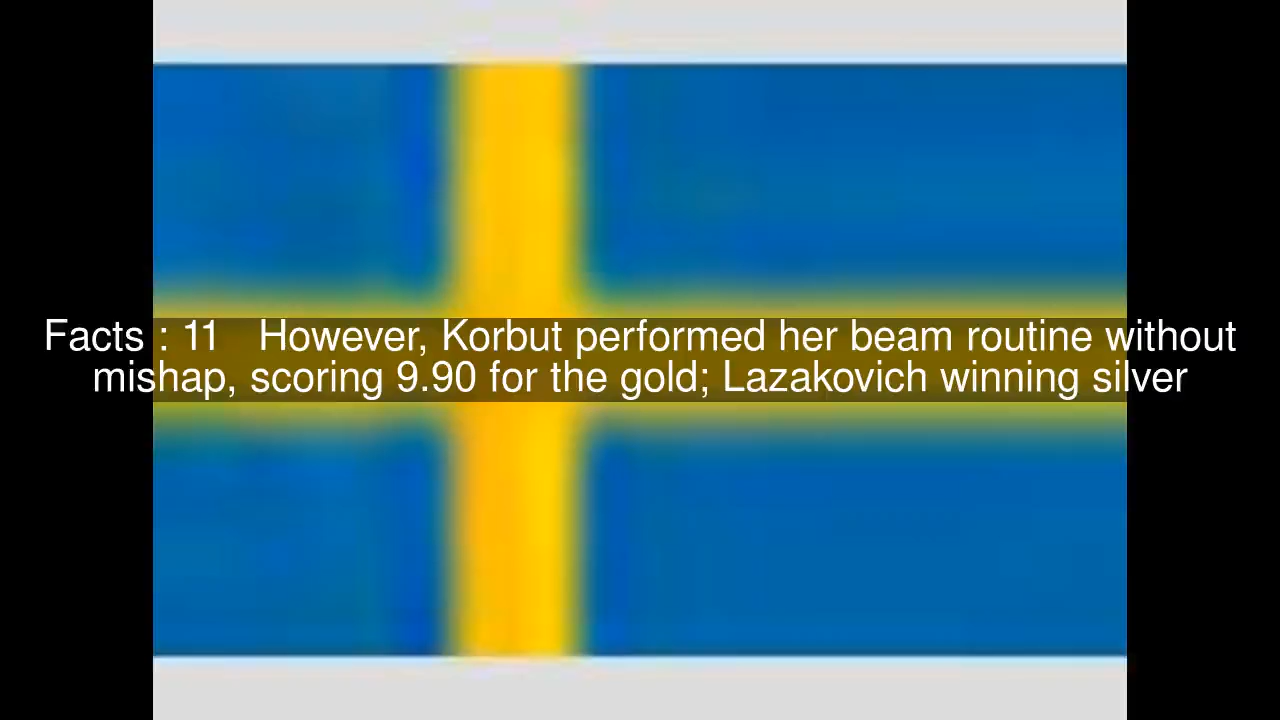 Facts : 11   However, Korbut performed her beam routine without
mishap, scoring 9.90 for the gold; Lazakovich winning silver